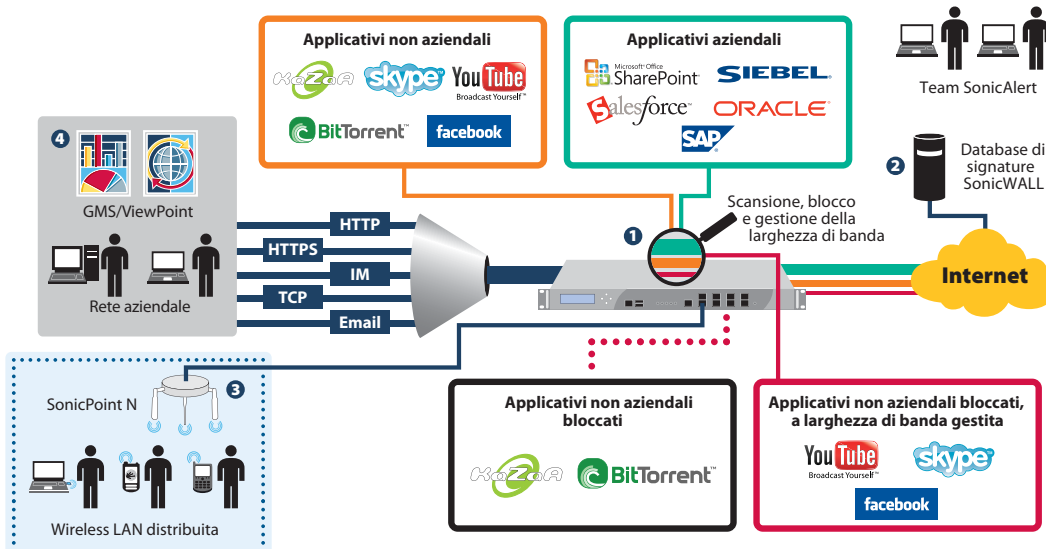 Applicativi non aziendali
KaZaA
skype™
YouTube
Broadcast Yourself™
BitTorrent™
facebook
Applicativi aziendali
Microsoft Office
SharePoint
SIEBEL.
Salesforce™
ORACLE®
SAP
Team SonicAlert
4
GMS/ViewPoint
Rete aziendale
HTTP
HTTPS
IM
TCP
Email
1
Scansione, blocco
e gestione della
larghezza di banda
2
Database di
signature
SonicWALL
Internet
SonicPoint N
3
Wireless LAN distribuita
Applicativi non aziendali
bloccati
KaZaA
BitTorrent™
Applicativi non aziendali bloccati,
a larghezza di banda gestita
YouTube
Broadcast Yourself™
skype™
facebook